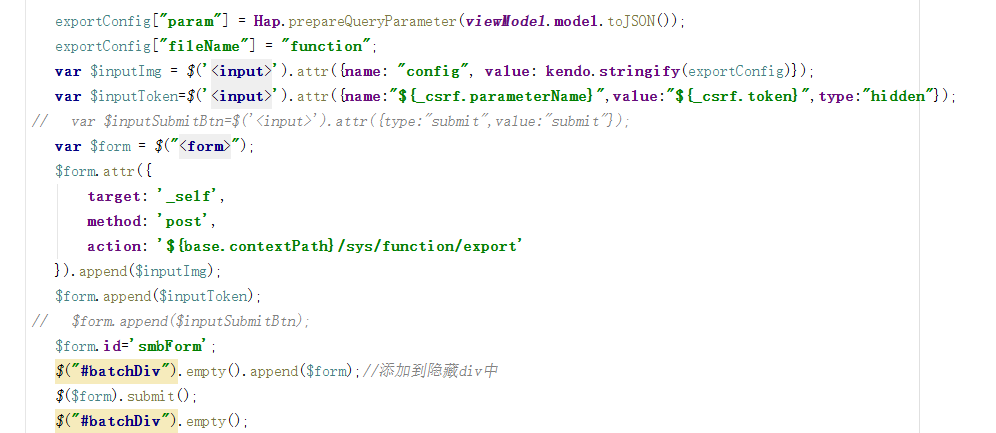 exportConfig["param"] = Hap.prepareQueryParameter(viewModel.model.toJSON());
exportConfig["fileName"] = "function";
var $inputImg = $('<input>').attr({name: "config", value: kendo.stringify(exportConfig)});
var $inputToken=$('<input>').attr({name:"${_csrf.parameterName}",value:"${_csrf.token}",type:"hidden"});
//   var $inputSubmitBtn=$('<input>').attr({type:"submit",value:"submit"});
var $form = $("<form>");
$form.attr({
    target: '_self',
    method: 'post',
    action: '${base.contextPath}/sys/function/export'
}).append($inputImg);
$form.append($inputToken);
//   $form.append($inputSubmitBtn);
$form.id='smbForm';
$("#batchDiv").empty().append($form);//添加到隐藏div中
$($form).submit();
$("#batchDiv").empty();